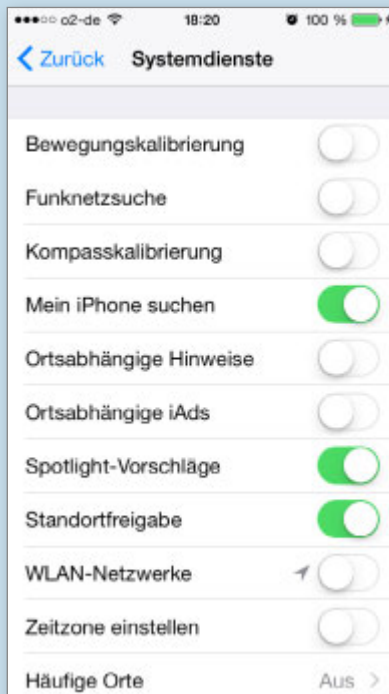 o2-de 18:20 100 %
Zurück Systemdienste
Bewegungskalibrierung
Funknetzsuche
Kompasskalibrierung
Mein iPhone suchen
Ortsabhängige Hinweise
Ortsabhängige iAds
Spotlight-Vorschläge
Standortfreigabe
WLAN-Netzwerke
Zeitzone einstellen
Häufige Orte Aus